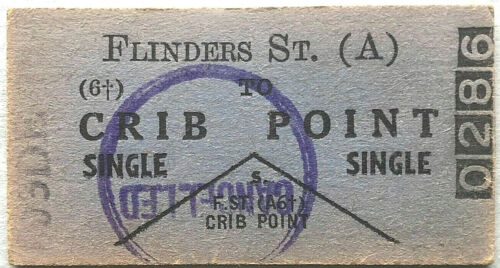 FLINDERS ST. (A)
(6†) TO
CRIB POINT
SINGLE SINGLE
S.
F.ST.(A6†)
CRIB POINT
0286
CANCELLED